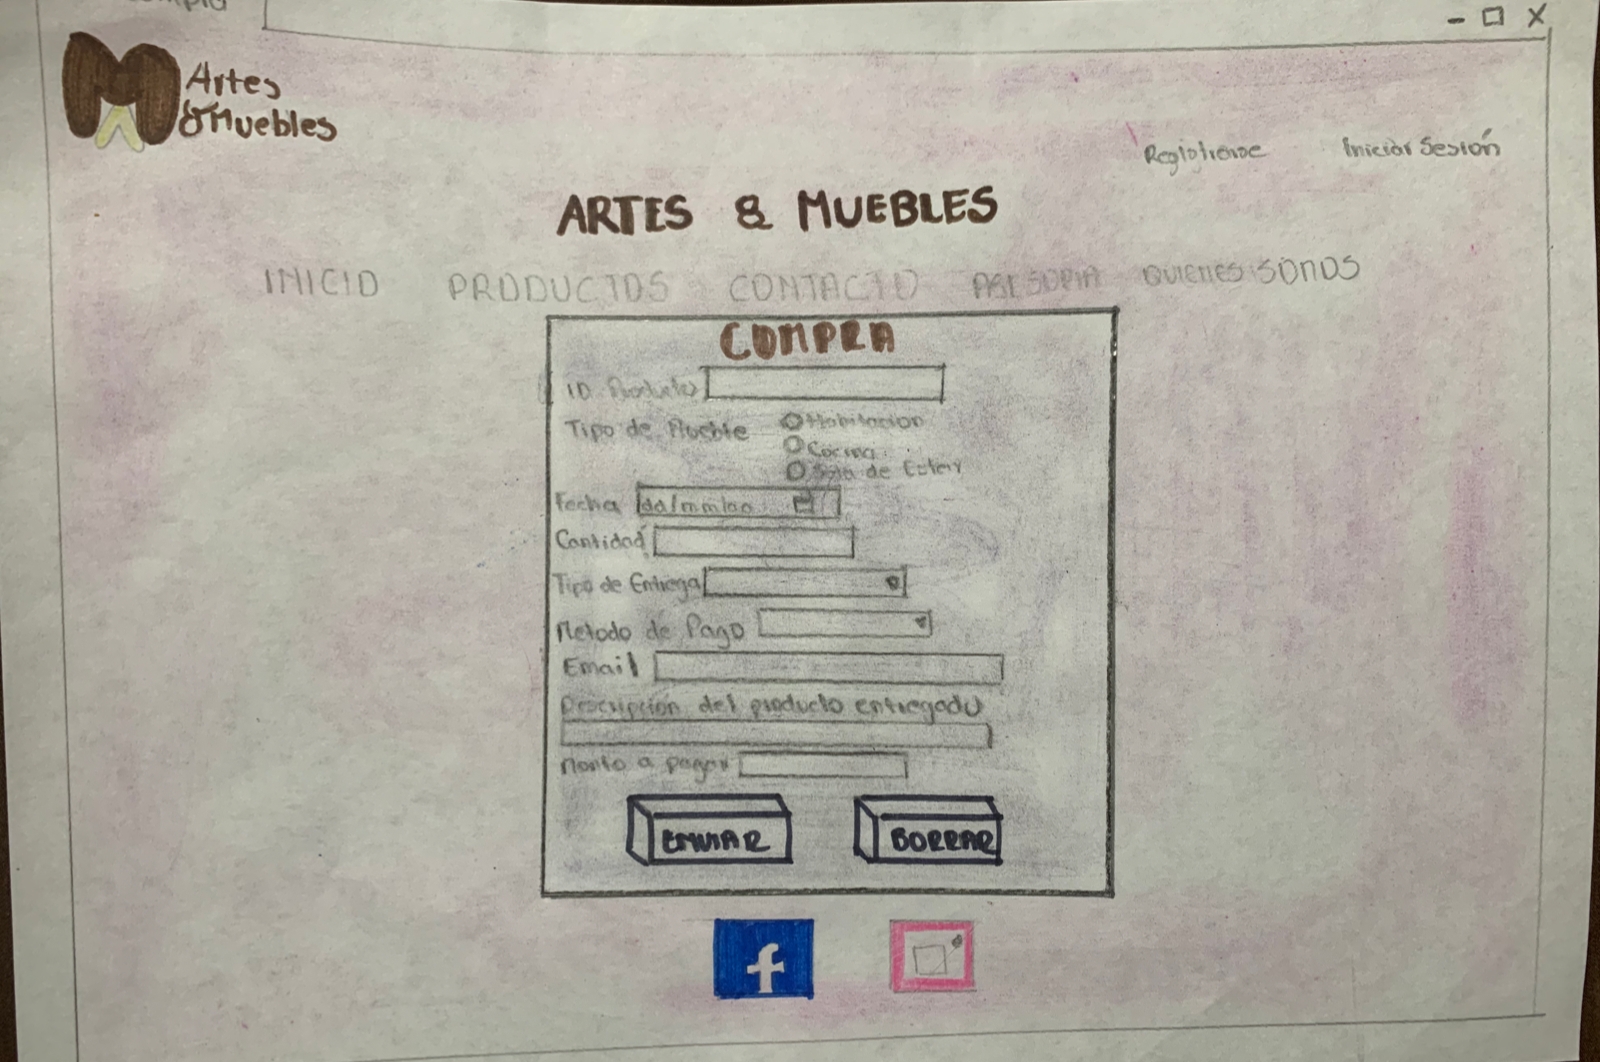 Artes
& Muebles
Registrerse
Iniciar Sesión
ARTES & MUEBLES
INICIO PRODUCTOS CONTACTO ASESORIA QUIENES SOMOS
COMPRA
ID Producto
Tipo de Mueble
Habitacion
Cocina
Sala de Estar
Fecha dd/mm/aa
Cantidad
Tipo de Entrega
Metodo de Pago
Email
Descripción del producto entregado
Monto a pagar
ENVIAR BORRAR
f